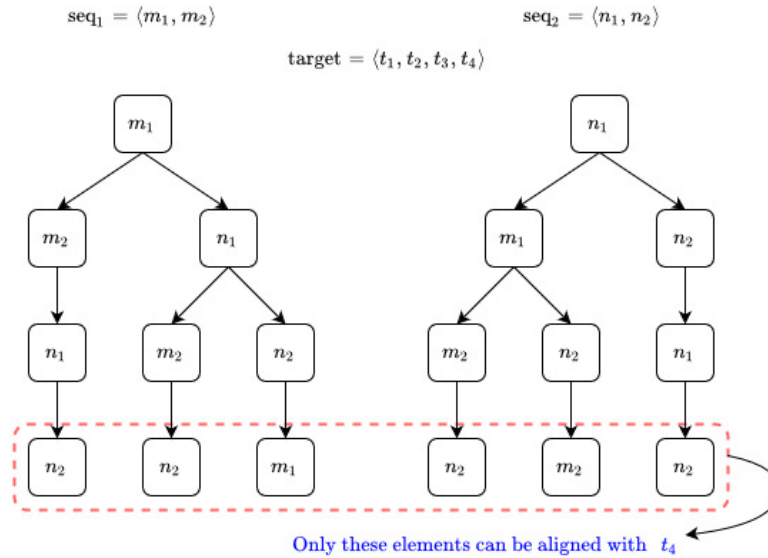 seq₁ = ⟨m₁, m₂⟩ seq₂ = ⟨n₁, n₂⟩
target = ⟨t₁, t₂, t₃, t₄⟩
m₁ n₁
m₂ n₁ m₁ n₂
n₁ m₂ n₂ m₂ n₂ n₁
n₂ n₂ m₁ n₂ m₂ n₂
Only these elements can be aligned with t₄